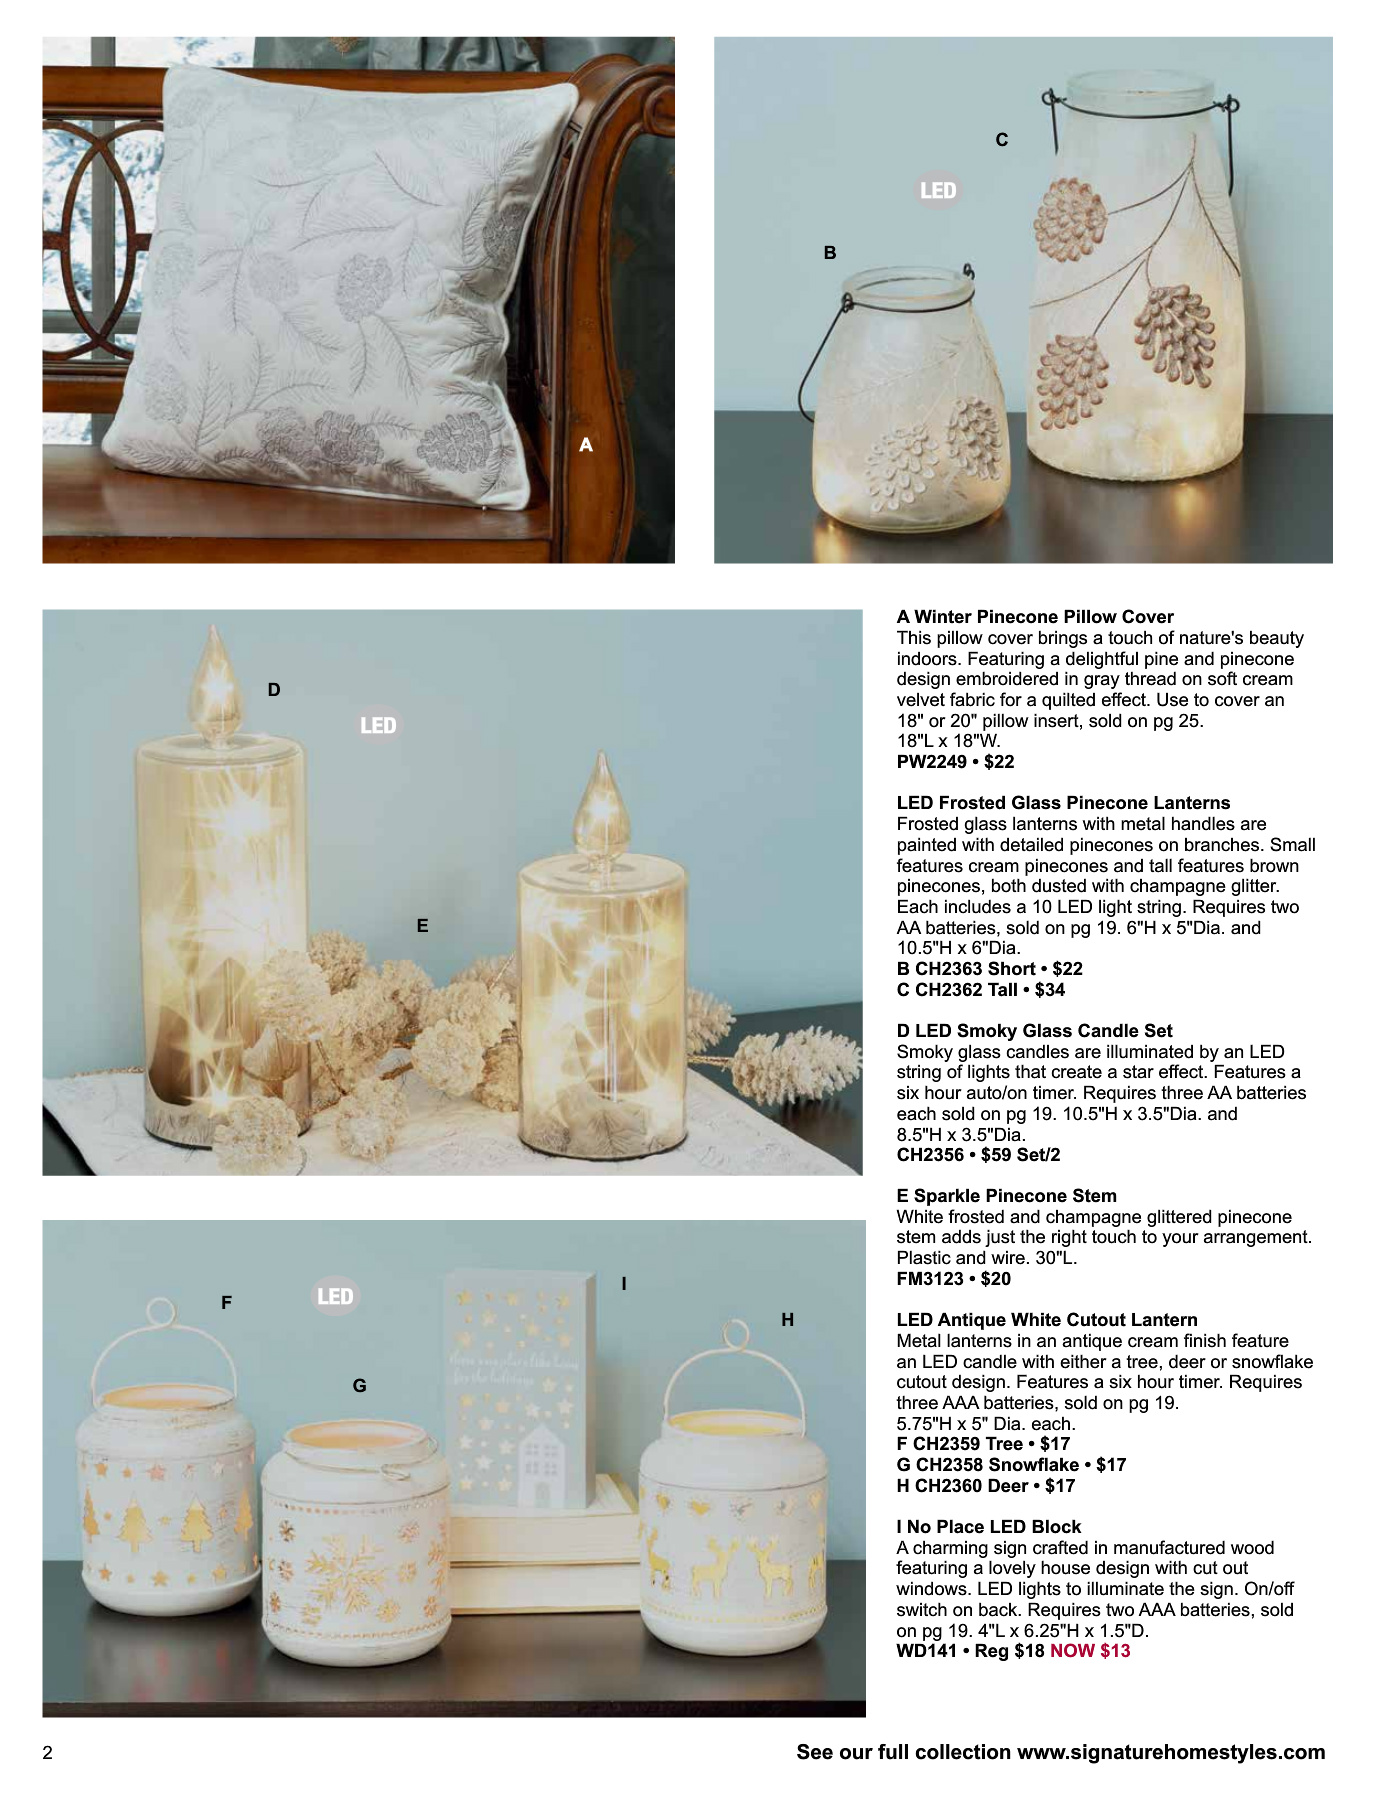 A
C
LED
B
D
LED
E
A Winter Pinecone Pillow Cover
This pillow cover brings a touch of nature's beauty
indoors. Featuring a delightful pine and pinecone
design embroidered in gray thread on soft cream
velvet fabric for a quilted effect. Use to cover an
18" or 20" pillow insert, sold on pg 25.
18"L x 18"W.
PW2249 • $22
LED Frosted Glass Pinecone Lanterns
Frosted glass lanterns with metal handles are
painted with detailed pinecones on branches. Small
features cream pinecones and tall features brown
pinecones, both dusted with champagne glitter.
Each includes a 10 LED light string. Requires two
AA batteries, sold on pg 19. 6"H x 5"Dia. and
10.5"H x 6"Dia.
B CH2363 Short • $22
C CH2362 Tall • $34
D LED Smoky Glass Candle Set
Smoky glass candles are illuminated by an LED
string of lights that create a star effect. Features a
six hour auto/on timer. Requires three AA batteries
each sold on pg 19. 10.5"H x 3.5"Dia. and
8.5"H x 3.5"Dia.
CH2356 • $59 Set/2
E Sparkle Pinecone Stem
White frosted and champagne glittered pinecone
stem adds just the right touch to your arrangement.
Plastic and wire. 30"L.
FM3123 • $20
LED Antique White Cutout Lantern
Metal lanterns in an antique cream finish feature
an LED candle with either a tree, deer or snowflake
cutout design. Features a six hour timer. Requires
three AAA batteries, sold on pg 19.
5.75"H x 5" Dia. each.
F CH2359 Tree • $17
G CH2358 Snowflake • $17
H CH2360 Deer • $17
I No Place LED Block
A charming sign crafted in manufactured wood
featuring a lovely house design with cut out
windows. LED lights to illuminate the sign. On/off
switch on back. Requires two AAA batteries, sold
on pg 19. 4"L x 6.25"H x 1.5"D.
WD141 • Reg $18 NOW $13
F
LED
I
H
G
there's no place like home
for the holidays
2
See our full collection www.signaturehomestyles.com